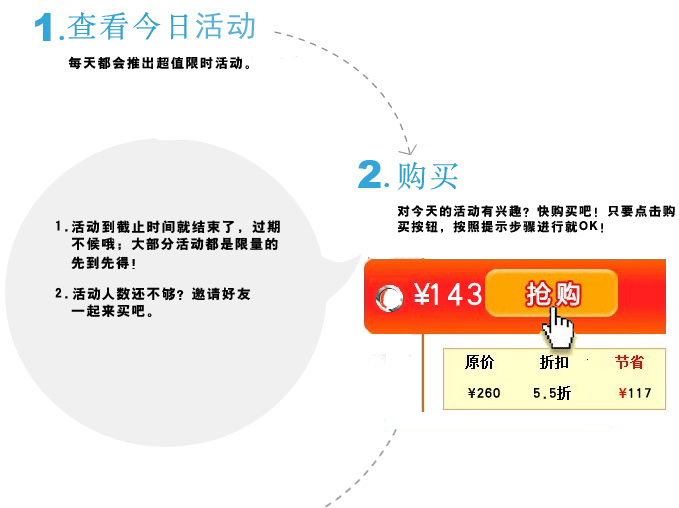 1.查看今日活动
每天都会推出超值限时活动。
2.购买
对今天的活动有兴趣？快购买吧！只要点击购
买按钮，按照提示步骤进行就OK！
1.活动到截止时间就结束了，过期
不候哦；大部分活动都是限量的
先到先得！
2.活动人数还不够？邀请好友
一起来买吧。
¥143 抢购
原价 折扣 节省
¥260 5.5折 ¥117